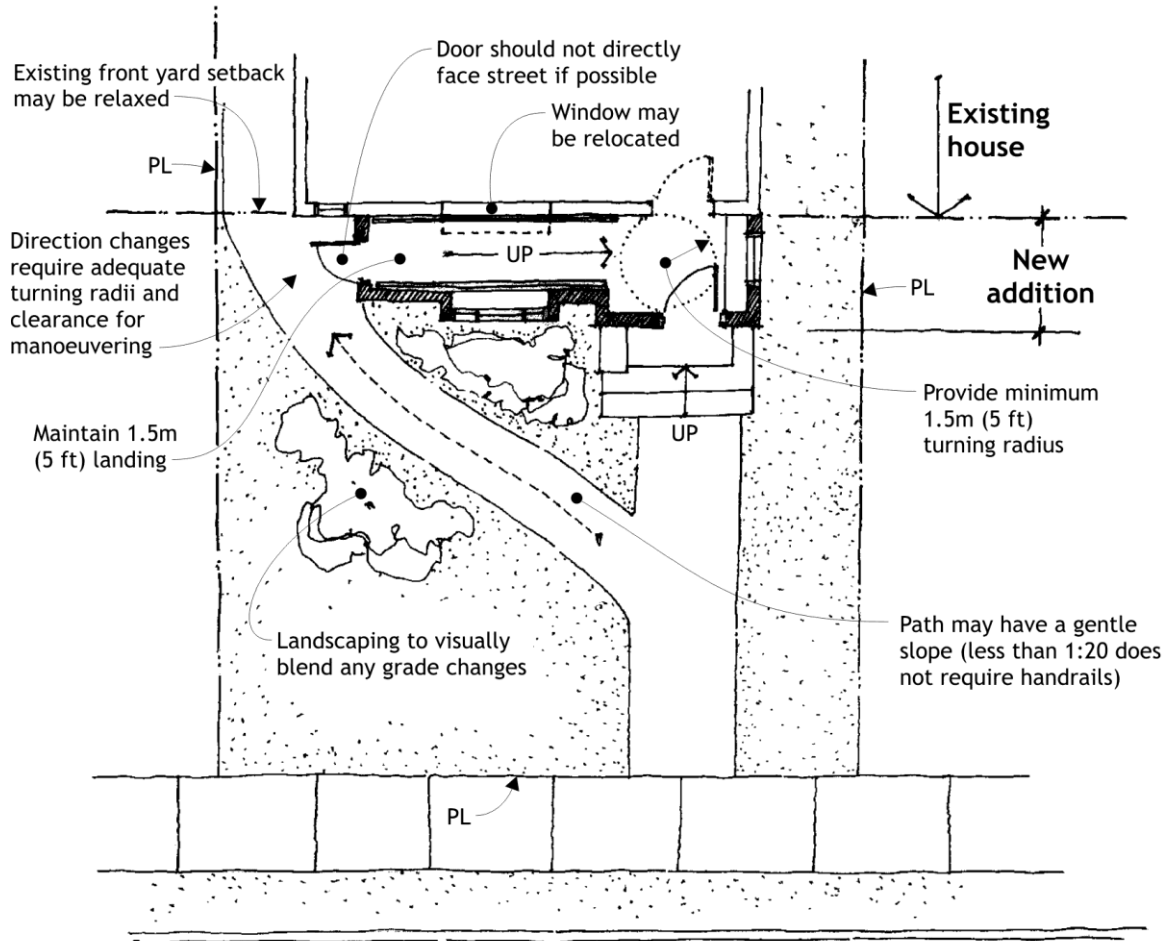 Door should not directly
face street if possible
Existing front yard setback
may be relaxed
Window may
be relocated
Existing
house
PL
Direction changes
require adequate
turning radii and
clearance for
manoeuvering
UP
New
addition
PL
Provide minimum
1.5m (5 ft)
turning radius
Maintain 1.5m
(5 ft) landing
UP
Path may have a gentle
slope (less than 1:20 does
not require handrails)
Landscaping to visually
blend any grade changes
PL